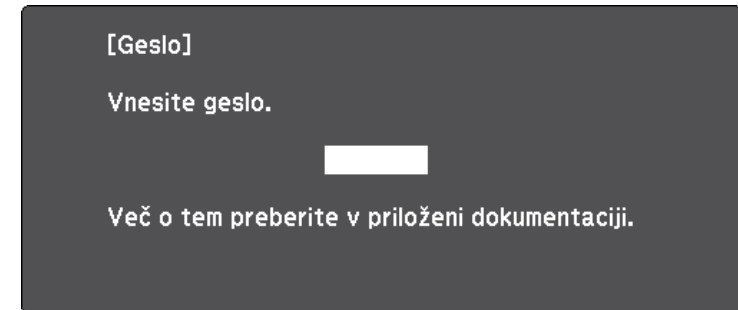 [Geslo]
Vnesite geslo.
Več o tem preberite v priloženi dokumentaciji.